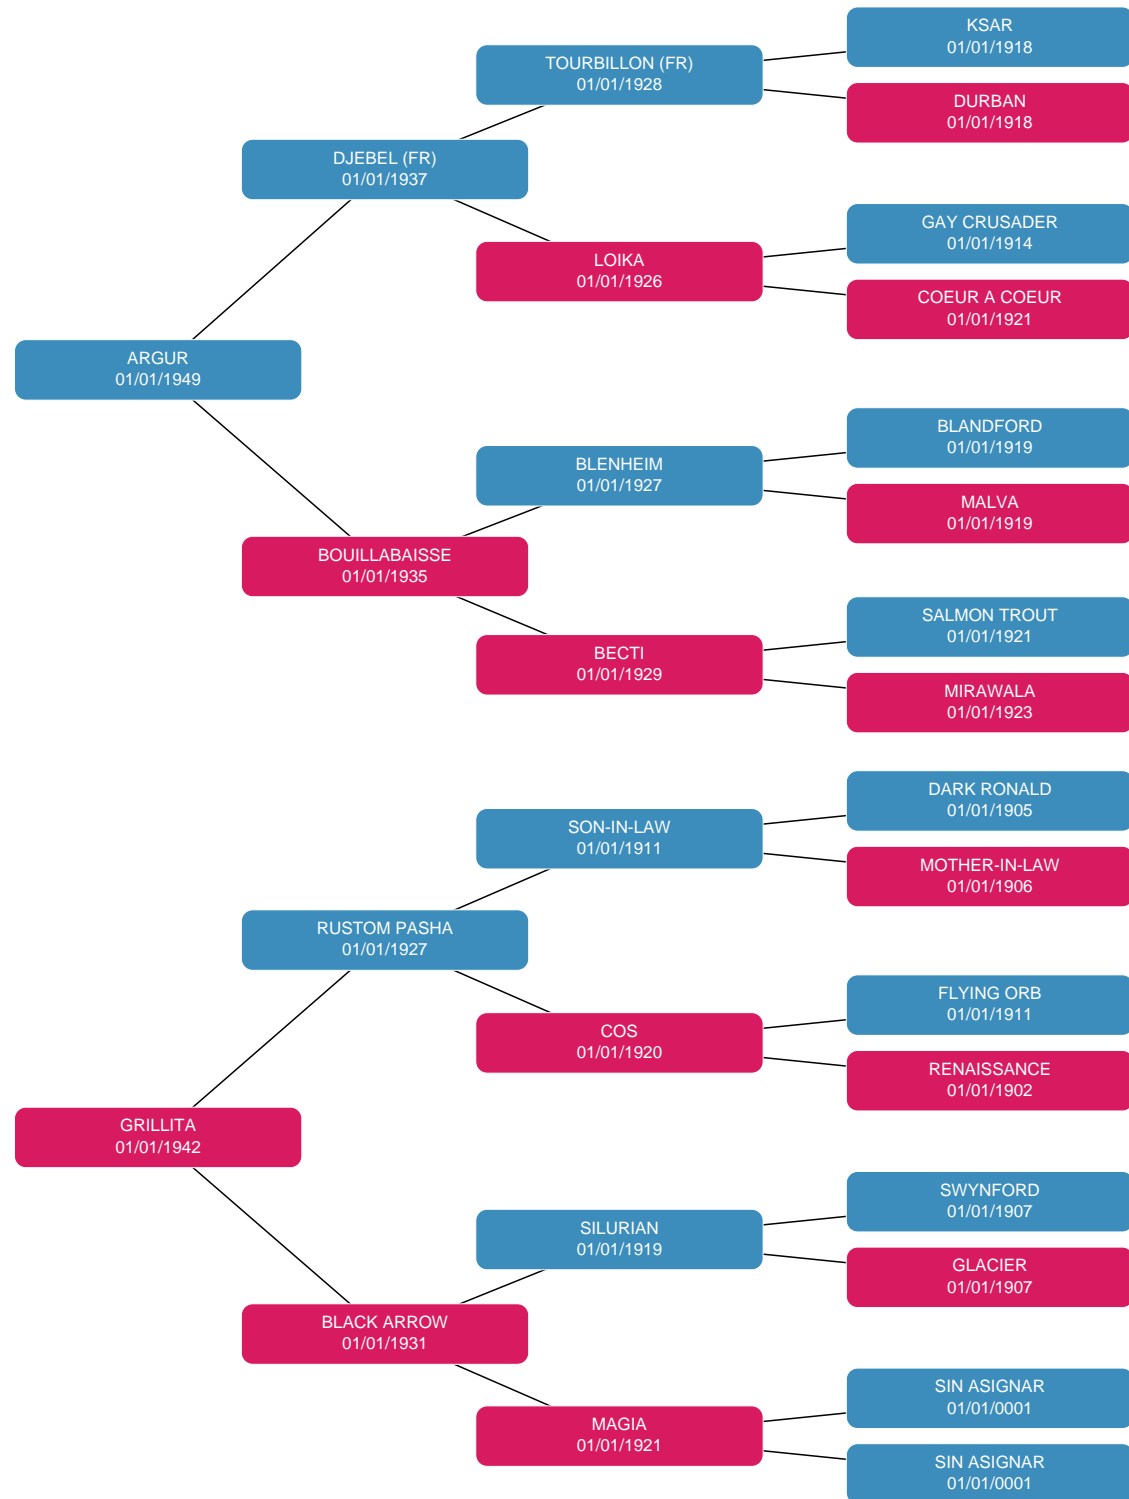 KSAR
01/01/1918
TOURBILLON (FR)
01/01/1928
DURBAN
01/01/1918
DJEBEL (FR)
01/01/1937
GAY CRUSADER
01/01/1914
LOIKA
01/01/1926
COEUR A COEUR
01/01/1921
ARGUR
01/01/1949
BLANDFORD
01/01/1919
BLENHEIM
01/01/1927
MALVA
01/01/1919
BOUILLABAISSE
01/01/1935
SALMON TROUT
01/01/1921
BECTI
01/01/1929
MIRAWALA
01/01/1923
DARK RONALD
01/01/1905
SON-IN-LAW
01/01/1911
MOTHER-IN-LAW
01/01/1906
RUSTOM PASHA
01/01/1927
FLYING ORB
01/01/1911
COS
01/01/1920
RENAISSANCE
01/01/1902
GRILLITA
01/01/1942
SWYNFORD
01/01/1907
SILURIAN
01/01/1919
GLACIER
01/01/1907
BLACK ARROW
01/01/1931
SIN ASIGNAR
01/01/0001
MAGIA
01/01/1921
SIN ASIGNAR
01/01/0001